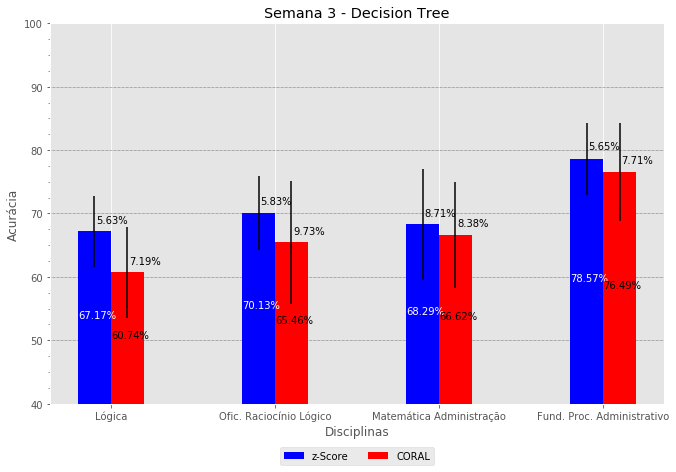 Semana 3 - Decision Tree
Acurácia
100
90
80
70
60
50
40
5.63%
7.19%
67.17%
60.74%
5.83%
9.73%
70.13%
65.46%
8.71%
8.38%
68.29%
66.62%
5.65%
7.71%
78.57%
76.49%
Lógica
Ofic. Raciocínio Lógico
Matemática Administração
Fund. Proc. Administrativo
Disciplinas
z-Score
CORAL